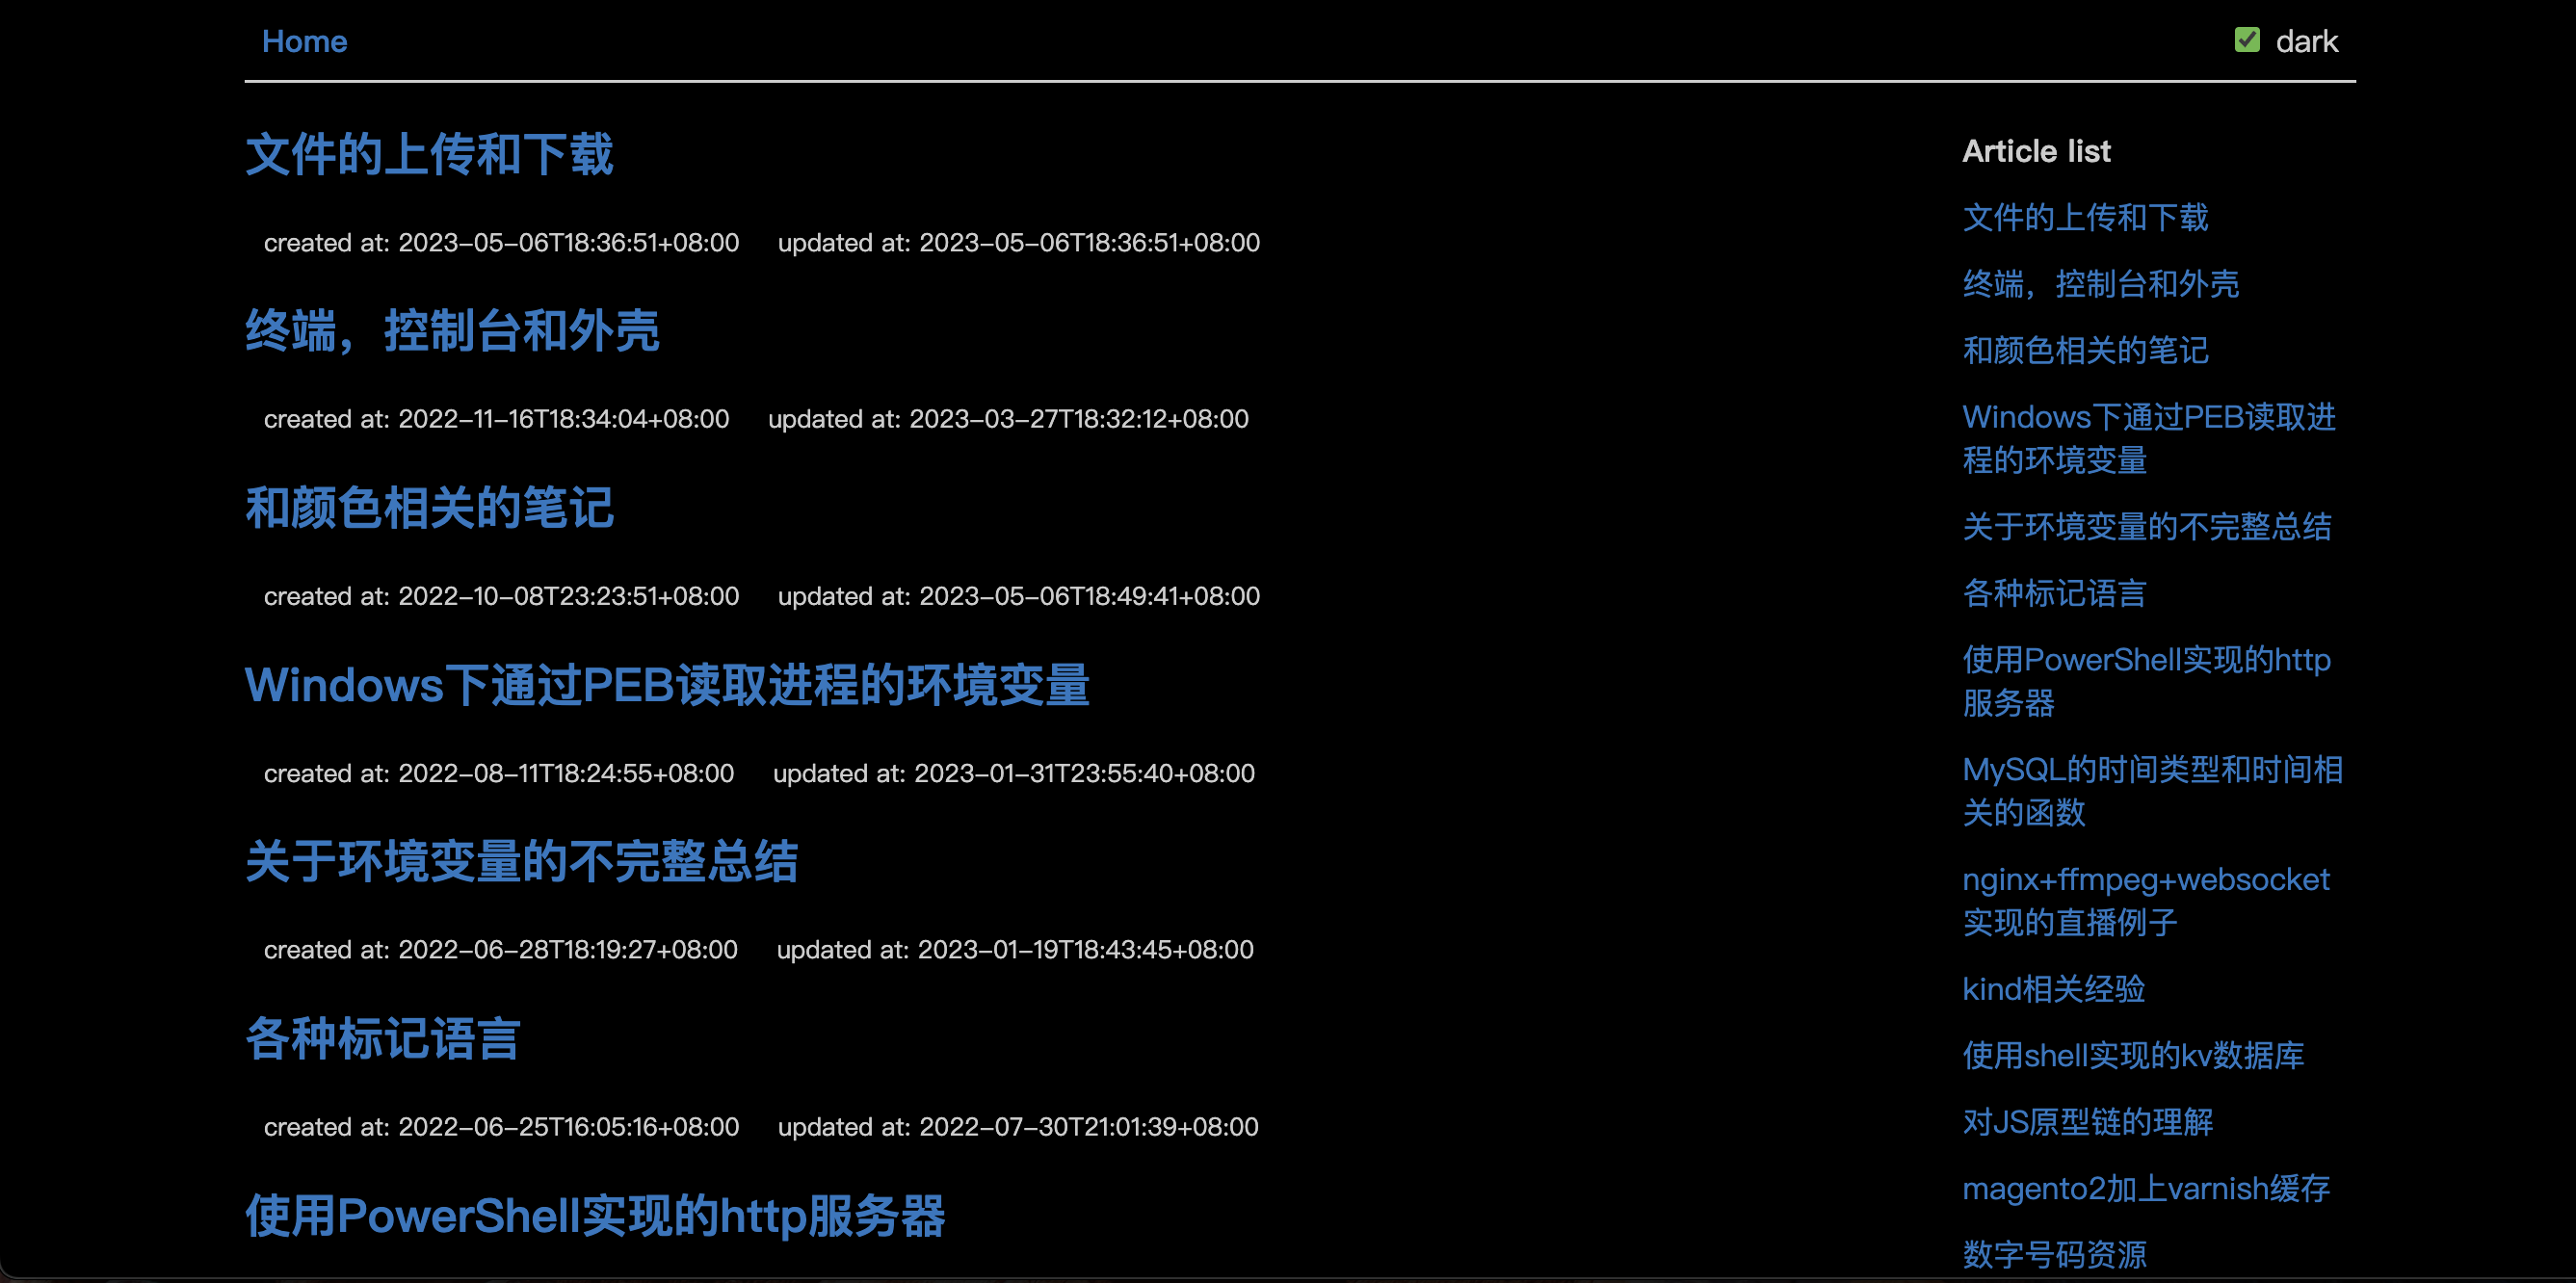 Home
✅ dark
文件的上传和下载
created at: 2023-05-06T18:36:51+08:00 updated at: 2023-05-06T18:36:51+08:00
终端，控制台和外壳
created at: 2022-11-16T18:34:04+08:00 updated at: 2023-03-27T18:32:12+08:00
和颜色相关的笔记
created at: 2022-10-08T23:23:51+08:00 updated at: 2023-05-06T18:49:41+08:00
Windows下通过PEB读取进程的环境变量
created at: 2022-08-11T18:24:55+08:00 updated at: 2023-01-31T23:55:40+08:00
关于环境变量的不完整总结
created at: 2022-06-28T18:19:27+08:00 updated at: 2023-01-19T18:43:45+08:00
各种标记语言
created at: 2022-06-25T16:05:16+08:00 updated at: 2022-07-30T21:01:39+08:00
使用PowerShell实现的http服务器
Article list
文件的上传和下载
终端，控制台和外壳
和颜色相关的笔记
Windows下通过PEB读取进
程的环境变量
关于环境变量的不完整总结
各种标记语言
使用PowerShell实现的http
服务器
MySQL的时间类型和时间相
关的函数
nginx+ffmpeg+websocket
实现的直播例子
kind相关经验
使用shell实现的kv数据库
对JS原型链的理解
magento2加上varnish缓存
数字号码资源